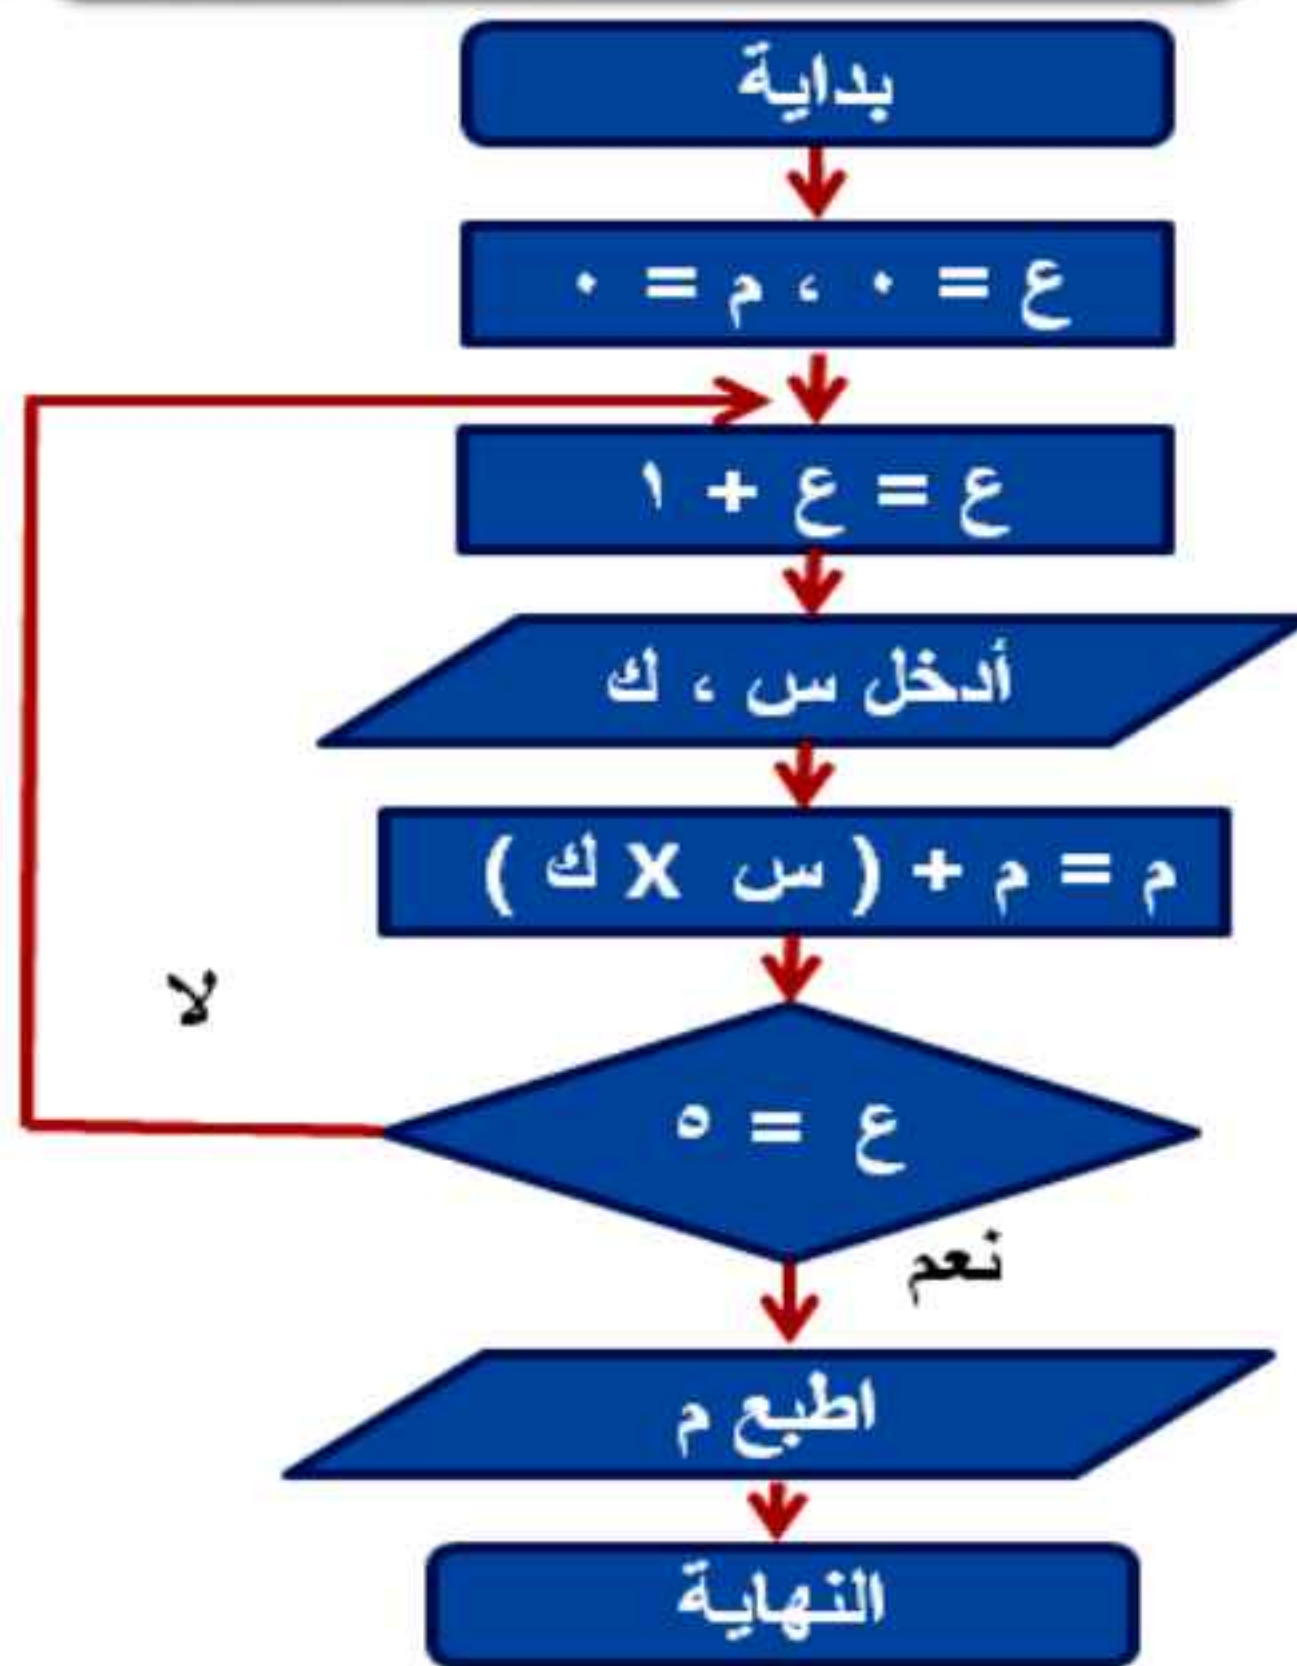 بداية
ع = ٠ ، م = ٠
ع = ع + ١
أدخل س ، ك
م = م + ( س X ك )
لا
ع = ٥
نعم
اطبع م
النهاية